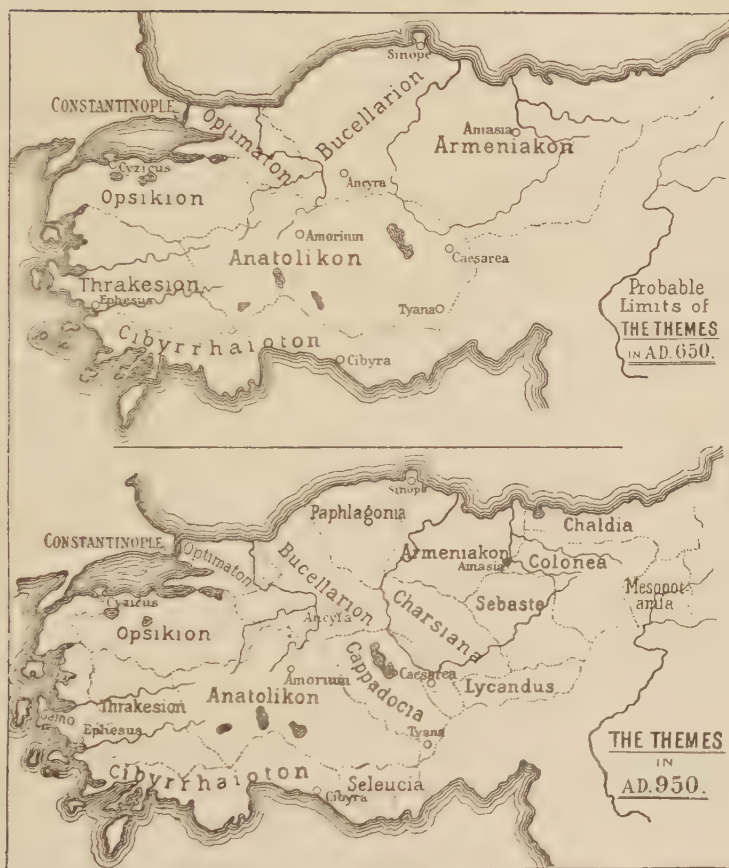 Sinope
CONSTANTINOPLE
Optimaton
Bucellarion
Amasia
Armeniakon
Cyzicus
Opsikion
Ancyra
Amorium
Anatolikon
Caesarea
Thrakesion
Ephesus
Tyana
Cibyrrhaioton
Cibyra
Probable
Limits of
THE THEMES
IN AD.650.
Sinope
Paphlagonia
Chaldia
CONSTANTINOPLE
Optimaton
Bucellarion
Armeniakon
Amasia
Colonea
Mesopot-
amia
Cyzicus
Opsikion
Ancyra
Charsiana
Sebaste
Amorium
Cappadocia
Caesarea
Lycandus
Thrakesion
Anatolikon
Ephesus
Tyana
Cibyrrhaioton
Seleucia
Cibyra
THE THEMES
IN
AD.950.